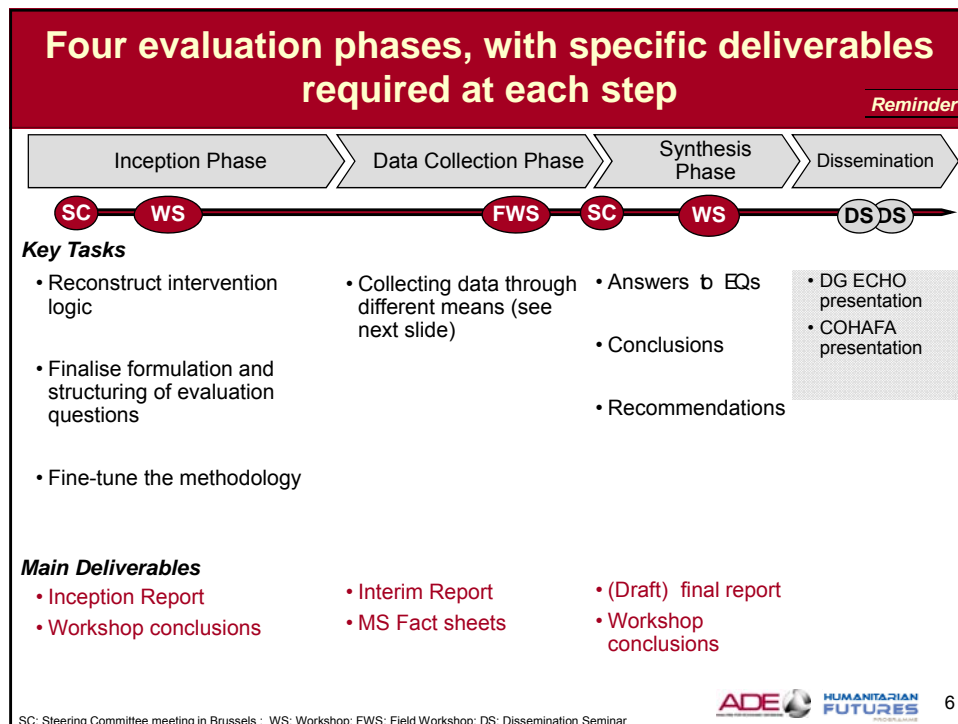 Four evaluation phases, with specific deliverables
required at each step
Reminder
Inception Phase
Data Collection Phase
Synthesis
Phase
Dissemination
SC
WS
FWS
SC
WS
DS
DS
Key Tasks
• Reconstruct intervention
logic
• Finalise formulation and
structuring of evaluation
questions
• Fine-tune the methodology
• Collecting data through
different means (see
next slide)
• Answers to EQs
• Conclusions
• Recommendations
• DG ECHO
presentation
• COHAFA
presentation
Main Deliverables
• Inception Report
• Workshop conclusions
• Interim Report
• MS Fact sheets
• (Draft) final report
• Workshop
conclusions
ADE
HUMANITARIAN
FUTURES
PROGRAMME
6
SC: Steering Committee meeting in Brussels ; WS: Workshop; FWS: Field Workshop; DS: Dissemination Seminar